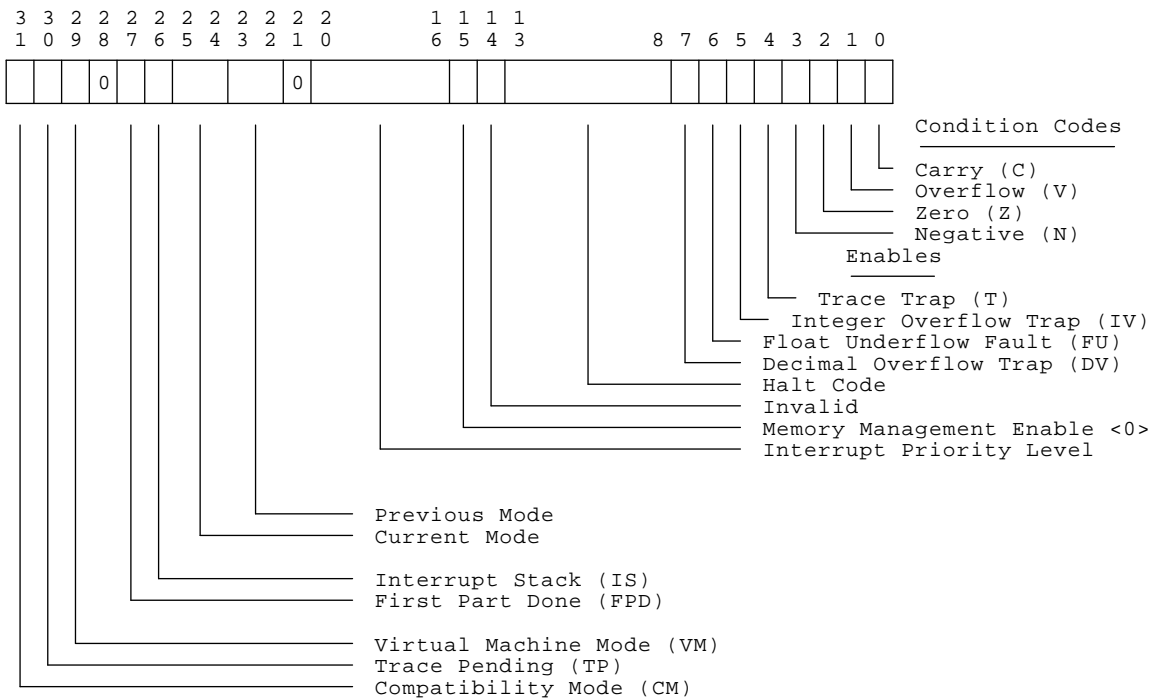 3 3 2 2 2 2 2 2 2 2 2 2 1 1 1 1
1 0 9 8 7 6 5 4 3 2 1 0 6 5 4 3 8 7 6 5 4 3 2 1 0
0 0
Condition Codes
Carry (C)
Overflow (V)
Zero (Z)
Negative (N)
Enables
Trace Trap (T)
Integer Overflow Trap (IV)
Float Underflow Fault (FU)
Decimal Overflow Trap (DV)
Halt Code
Invalid
Memory Management Enable <0>
Interrupt Priority Level
Previous Mode
Current Mode
Interrupt Stack (IS)
First Part Done (FPD)
Virtual Machine Mode (VM)
Trace Pending (TP)
Compatibility Mode (CM)